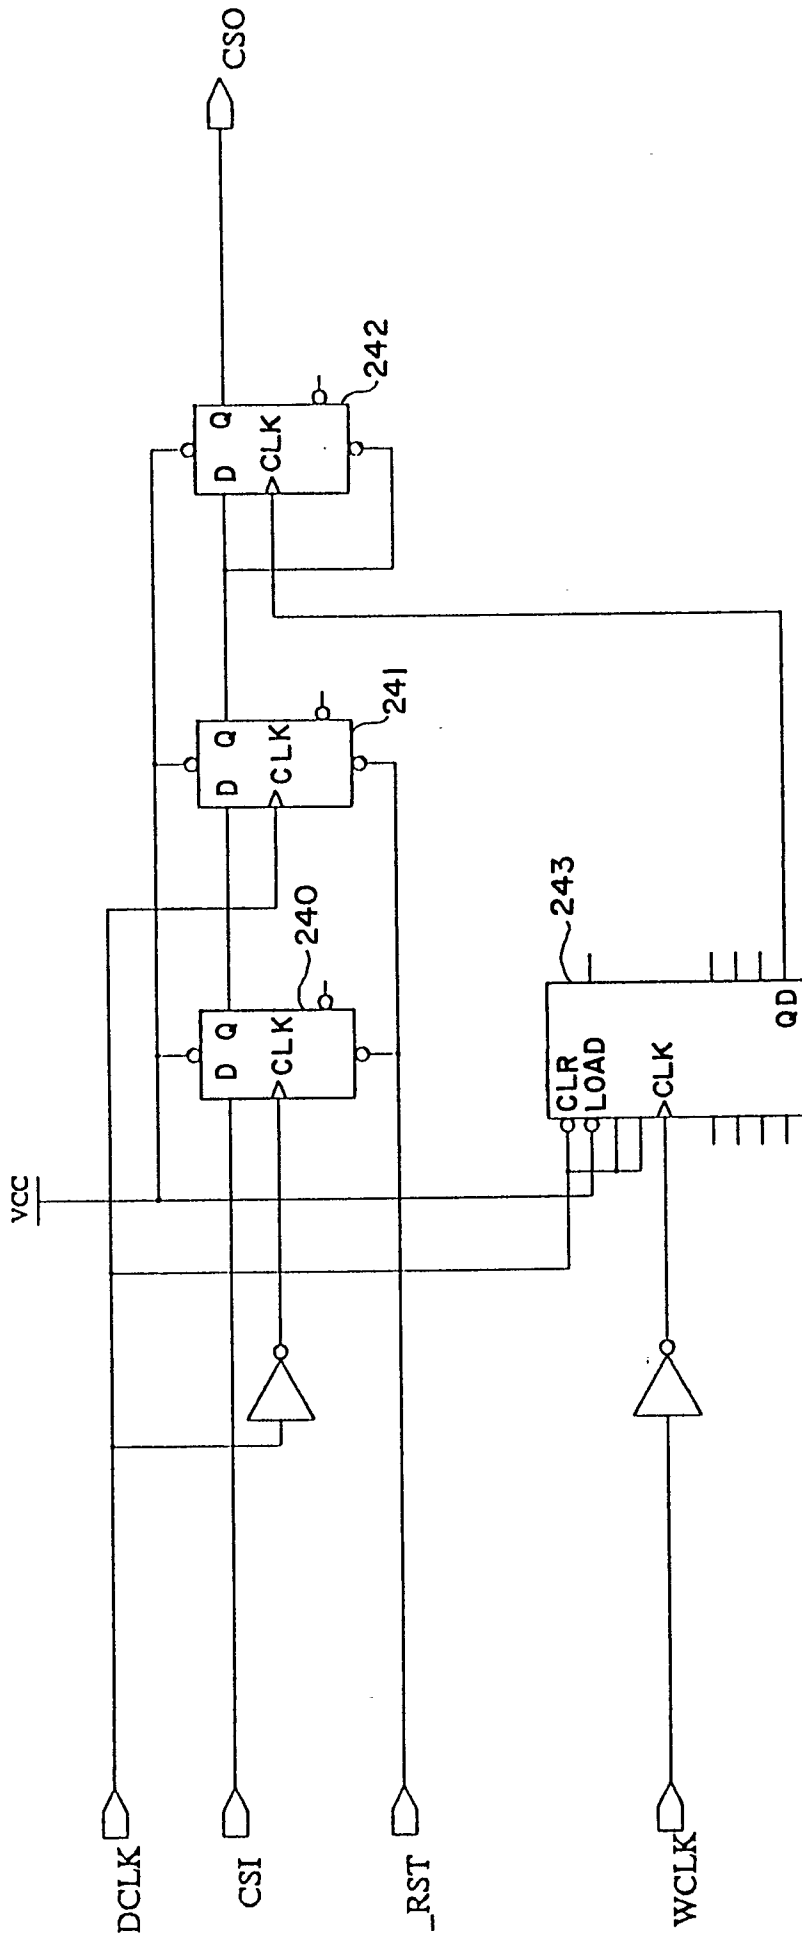 VCC
DCLK
CSI
_RST
WCLK
D Q
CLK
240
D Q
CLK
241
D Q
CLK
242
CSO
CLR
LOAD
CLK
QD
243